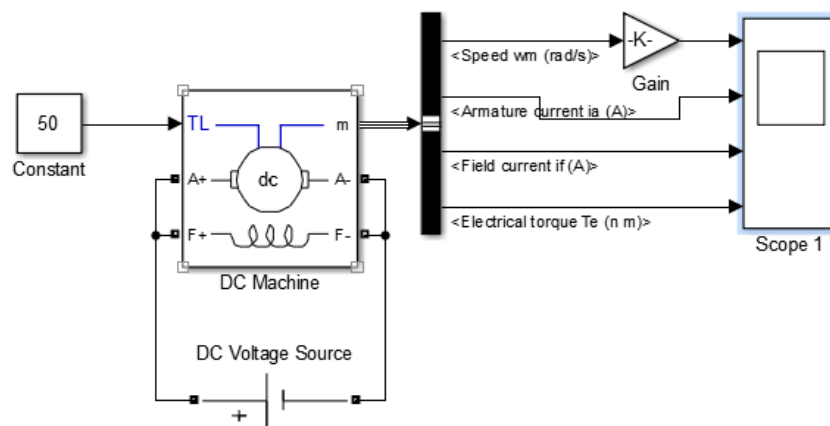 <Speed wm (rad/s)>
-K-
Gain
50
Constant
TL
m
<Armature current ia (A)>
A+
dc
A-
<Field current if (A)>
F+
F-
<Electrical torque Te (n m)>
Scope 1
DC Machine
DC Voltage Source
+